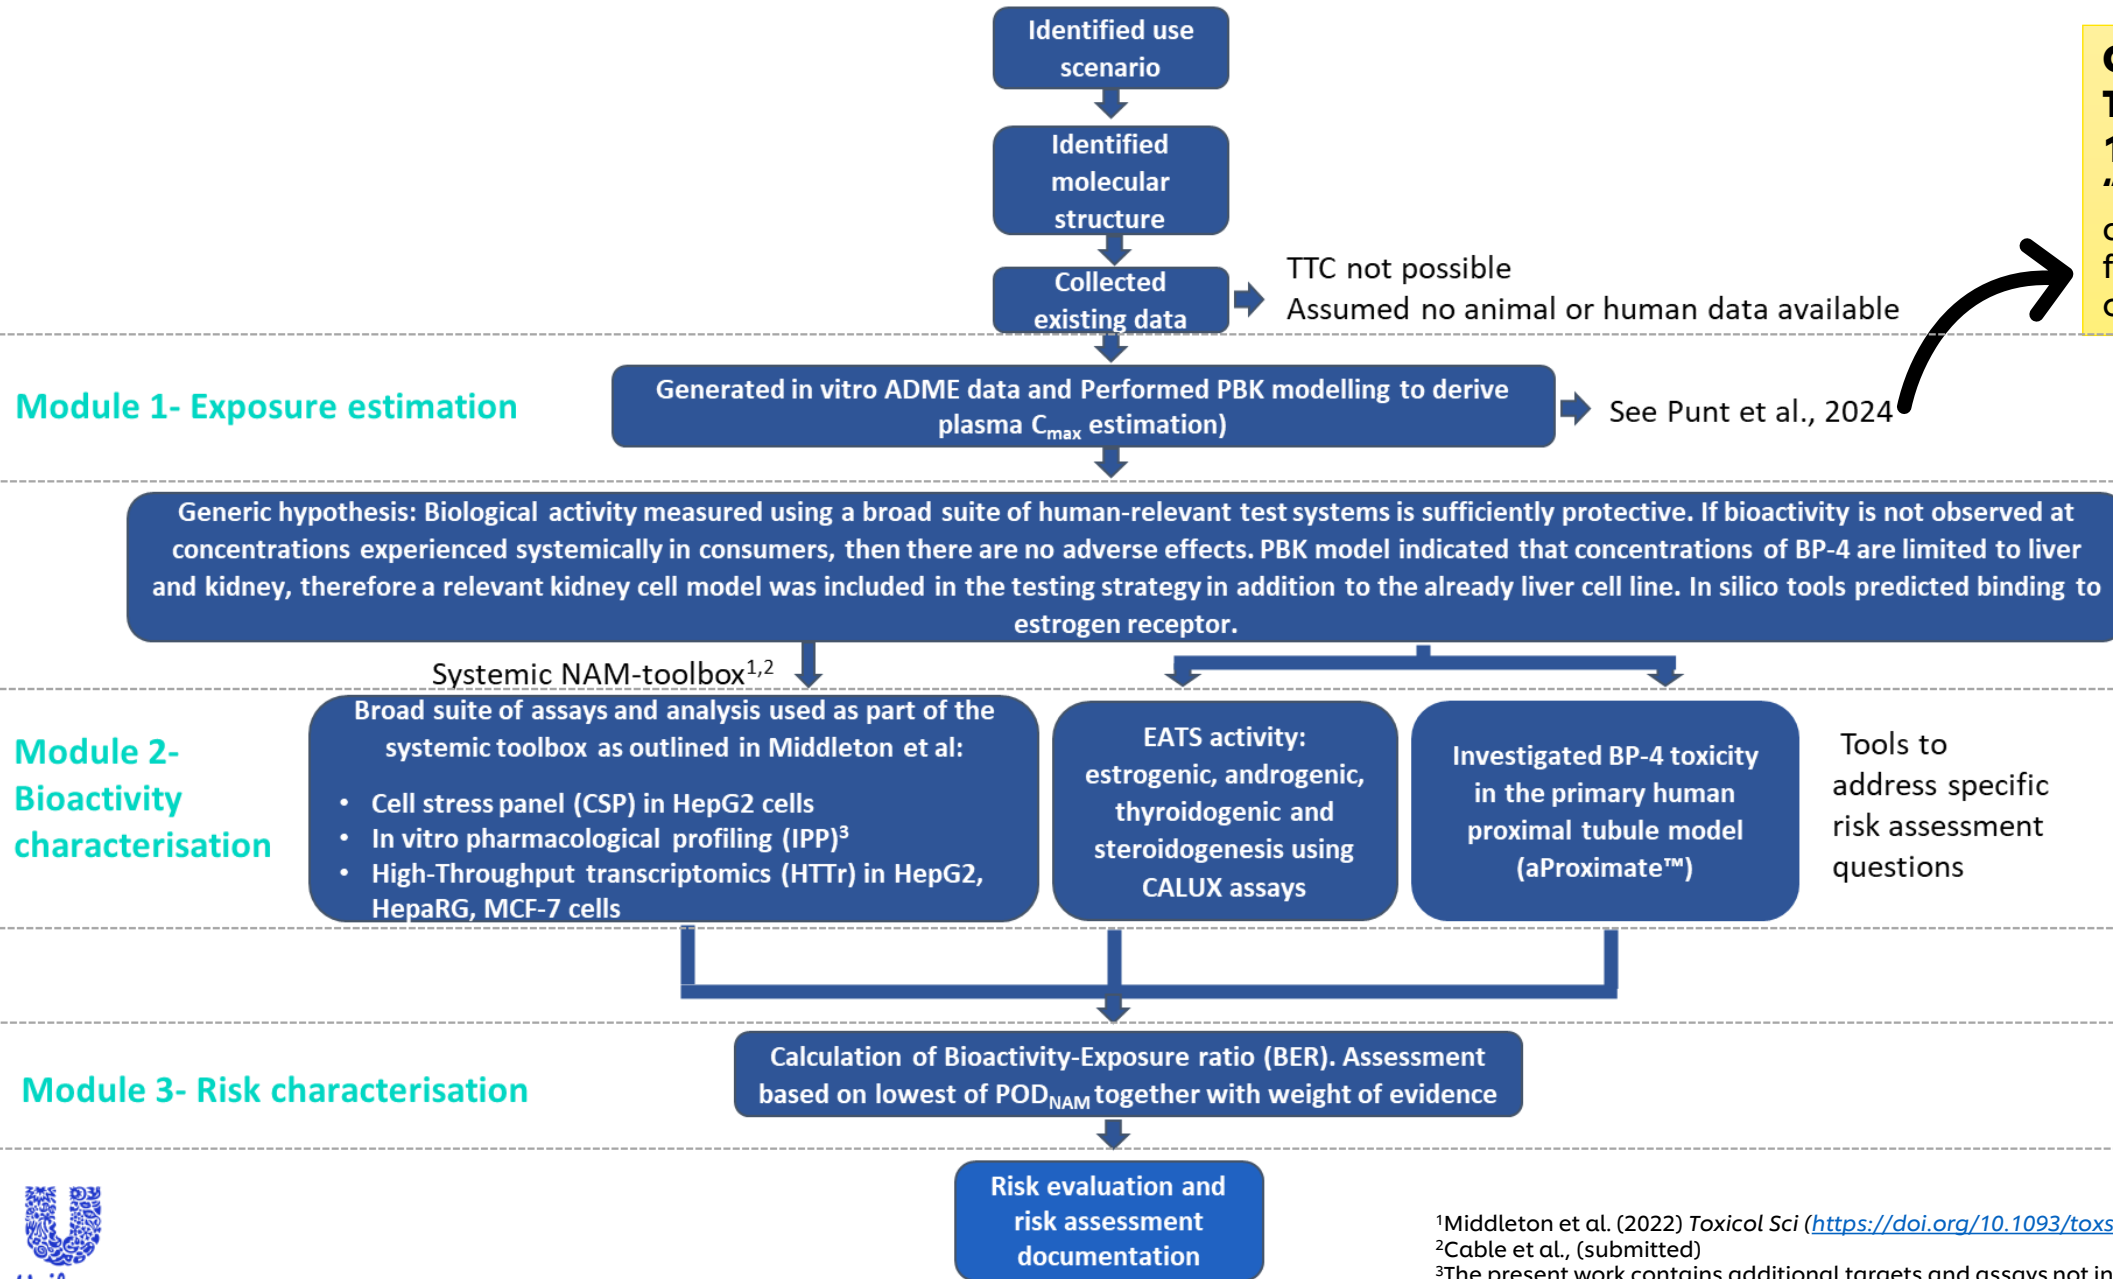 Identified use
scenario
Identified
molecular
structure
Collected
existing data
TTC not possible
Assumed no animal or human data available
Module 1- Exposure estimation
Generated in vitro ADME data and Performed PBK modelling to derive
plasma Cmax estimation)
See Punt et al., 2024
Generic hypothesis: Biological activity measured using a broad suite of human-relevant test systems is sufficiently protective. If bioactivity is not observed at
concentrations experienced systemically in consumers, then there are no adverse effects. PBK model indicated that concentrations of BP-4 are limited to liver
and kidney, therefore a relevant kidney cell model was included in the testing strategy in addition to the already liver cell line. In silico tools predicted binding to
estrogen receptor.
Systemic NAM-toolbox1,2
Module 2-
Bioactivity
characterisation
Broad suite of assays and analysis used as part of the
systemic toolbox as outlined in Middleton et al:
• Cell stress panel (CSP) in HepG2 cells
• In vitro pharmacological profiling (IPP)3
• High-Throughput transcriptomics (HTTr) in HepG2,
HepaRG, MCF-7 cells
EATS activity:
estrogenic, androgenic,
thyroidogenic and
steroidogenesis using
CALUX assays
Investigated BP-4 toxicity
in the primary human
proximal tubule model
(aProximate™)
Tools to
address specific
risk assessment
questions
Module 3- Risk characterisation
Calculation of Bioactivity-Exposure ratio (BER). Assessment
based on lowest of PODNAM together with weight of evidence
Risk evaluation and
risk assessment
documentation
1Middleton et al. (2022) Toxicol Sci (https://doi.org/10.1093/toxs
2Cable et al., (submitted)
3The present work contains additional targets and assays not in